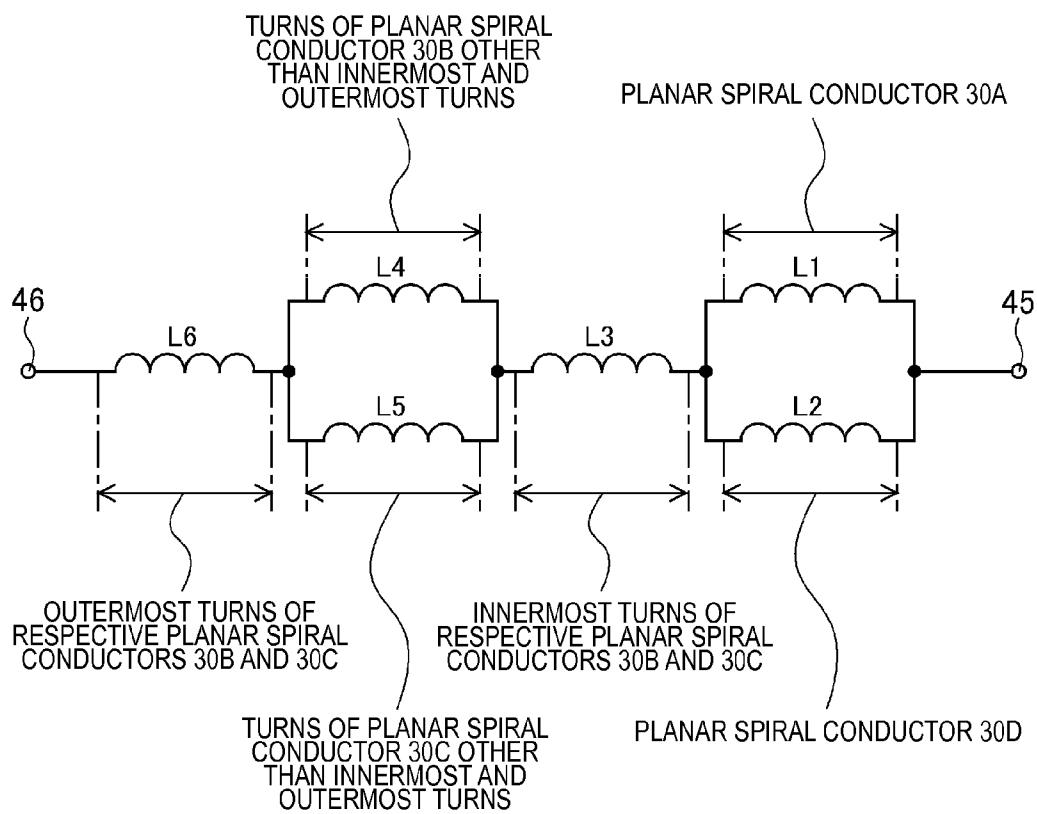 TURNS OF PLANAR SPIRAL
CONDUCTOR 30B OTHER
THAN INNERMOST AND
OUTERMOST TURNS
PLANAR SPIRAL CONDUCTOR 30A
L4
L1
46
45
L6
L3
L5
L2
OUTERMOST TURNS OF
RESPECTIVE PLANAR SPIRAL
CONDUCTORS 30B AND 30C
INNERMOST TURNS OF
RESPECTIVE PLANAR SPIRAL
CONDUCTORS 30B AND 30C
TURNS OF PLANAR SPIRAL
CONDUCTOR 30C OTHER
THAN INNERMOST AND
OUTERMOST TURNS
PLANAR SPIRAL CONDUCTOR 30D